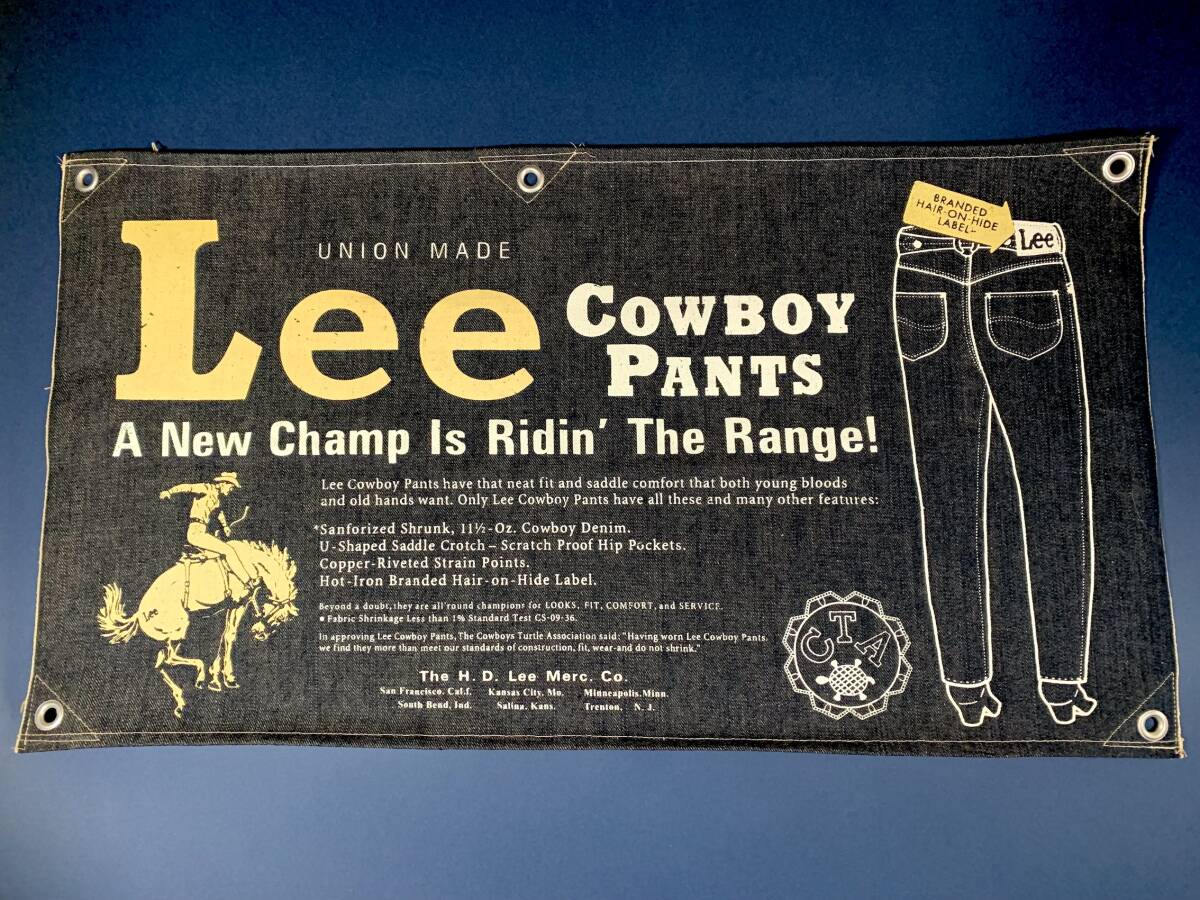 UNION MADE
Lee COWBOY
PANTS
A New Champ Is Ridin' The Range!
BRANDED
HAIR-ON-HIDE
LABEL-
Lee
Lee Cowboy Pants have that neat fit and saddle comfort that both young bloods
and old hands want. Only Lee Cowboy Pants have all these and many other features:
*Sanforized Shrunk, 11½-Oz. Cowboy Denim.
U-Shaped Saddle Crotch – Scratch Proof Hip Pockets.
Copper-Riveted Strain Points.
Hot-Iron Branded Hair-on-Hide Label.
Beyond a doubt, they are all'round champions for LOOKS, FIT, COMFORT, and SERVICE.
* Fabric Shrinkage Less than 1% Standard Test CS-09-36.
In approving Lee Cowboy Pants, The Cowboys Turtle Association said: "Having worn Lee Cowboy Pants.
we find they more than meet our standards of construction, fit, wear-and do not shrink."
The H. D. Lee Merc. Co.
San Francisco, Cal.f. Kansas City, Mo. Minneapolis, Minn.
South Bend, Ind. Salina, Kans. Trenton, N. J.
Lee
CTA